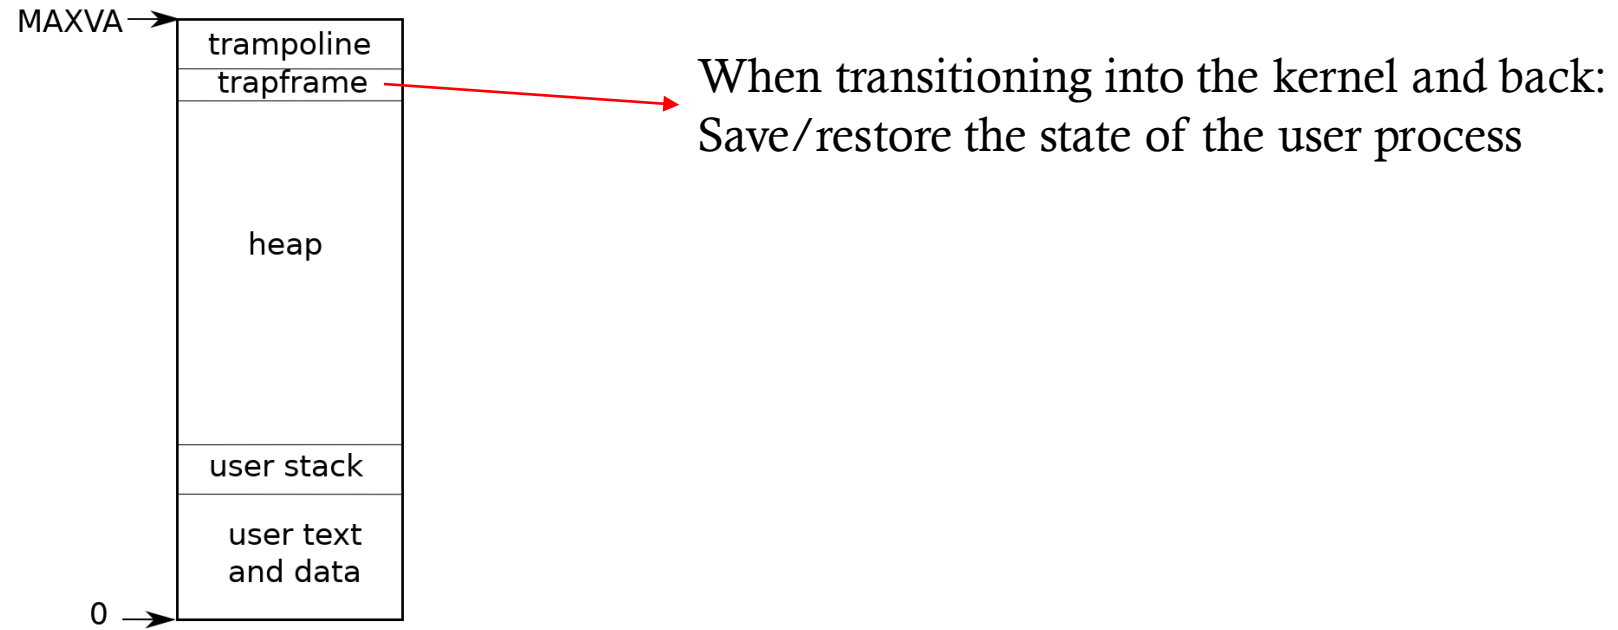 MAXVA
trampoline
trapframe
When transitioning into the kernel and back:
Save/restore the state of the user process
heap
user stack
user text
and data
0